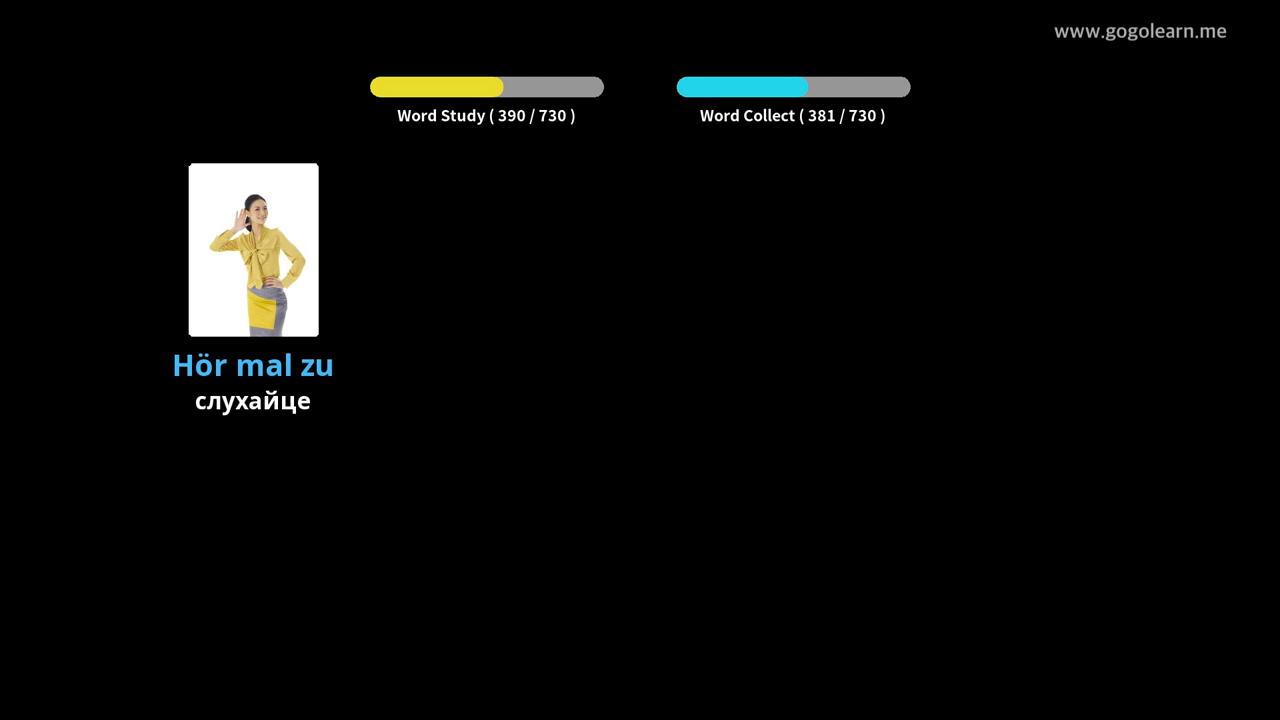 www.gogolearn.me
Word Study ( 390 / 730 )
Word Collect ( 381 / 730 )
Hör mal zu
слухайце